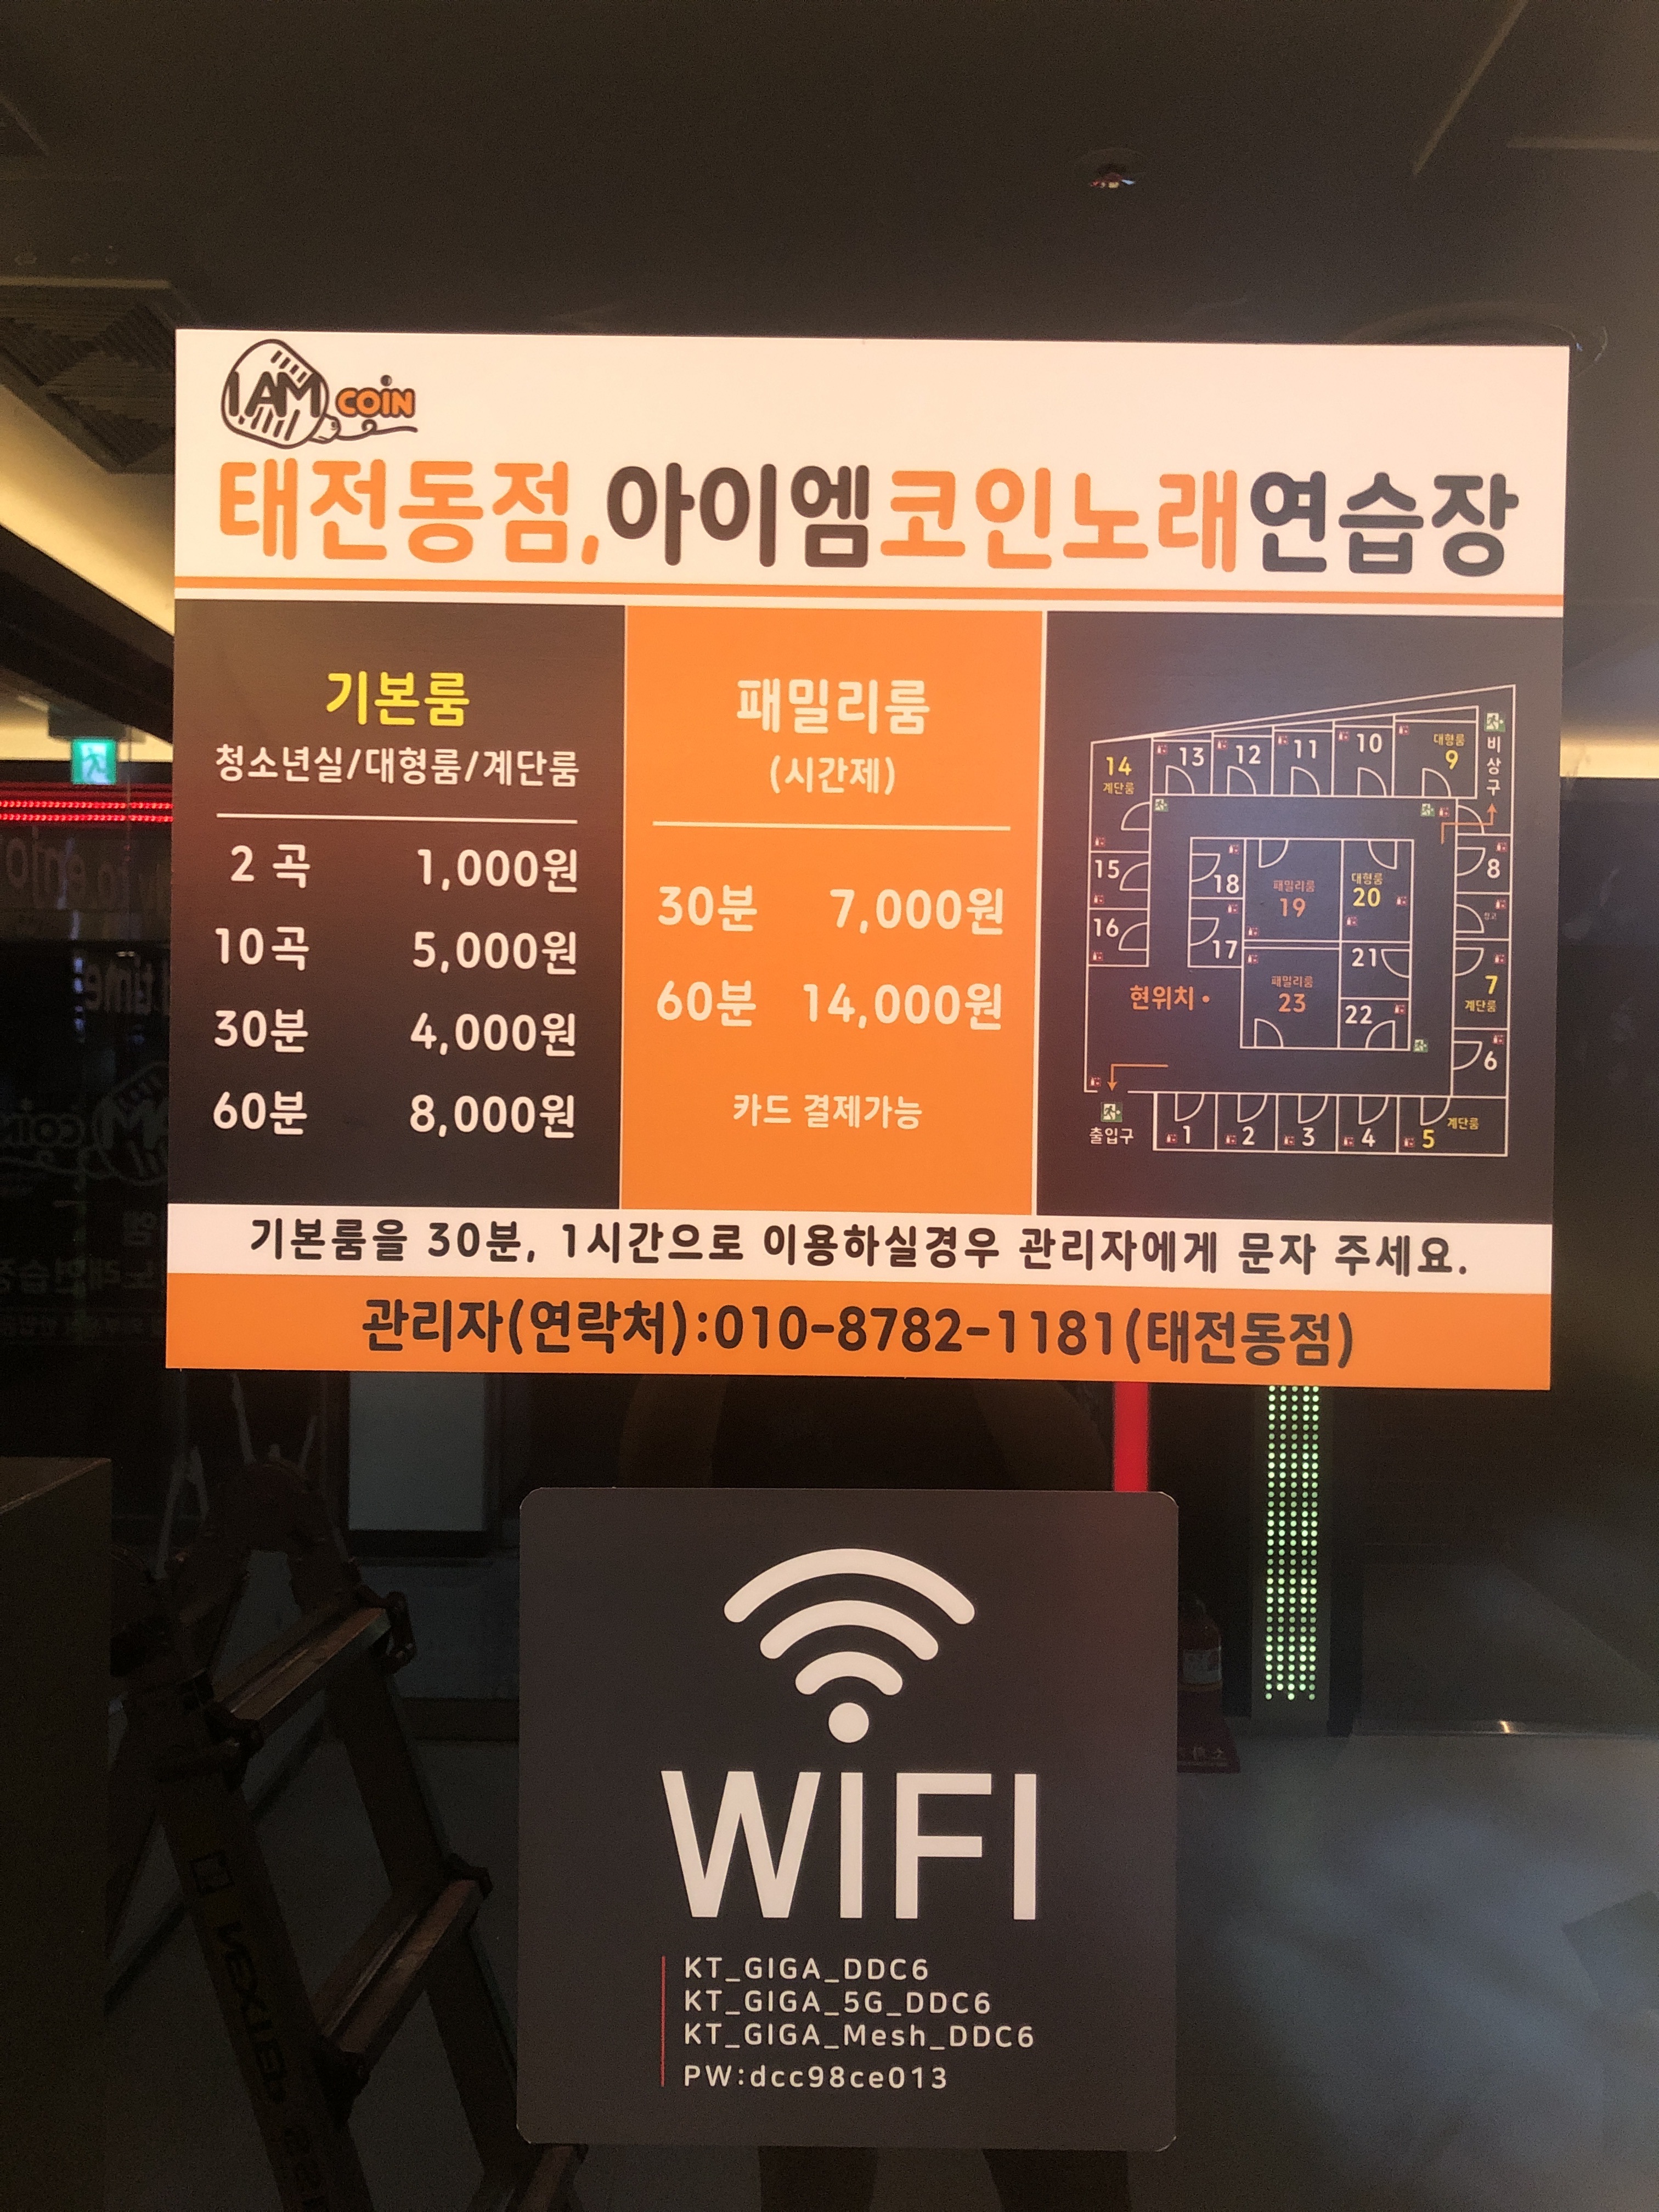 I AM COIN
태전동점,아이엠코인노래연습장
기본룸
청소년실/대형룸/계단룸
2 곡 1,000원
10곡 5,000원
30분 4,000원
60분 8,000원
패밀리룸
(시간제)
30분 7,000원
60분 14,000원
카드 결제가능
14
계단룸
13
12
11
10
대형룸
9
비상구
15
16
18
17
패밀리룸
19
대형룸
20
21
22
패밀리룸
23
현위치
8
창고
7
계단룸
6
출입구
1
2
3
4
5
계단룸
기본룸을 30분, 1시간으로 이용하실경우 관리자에게 문자 주세요.
관리자(연락처):010-8782-1181(태전동점)
WIFI
KT_GIGA_DDC6
KT_GIGA_5G_DDC6
KT_GIGA_Mesh_DDC6
PW:dcc98ce013